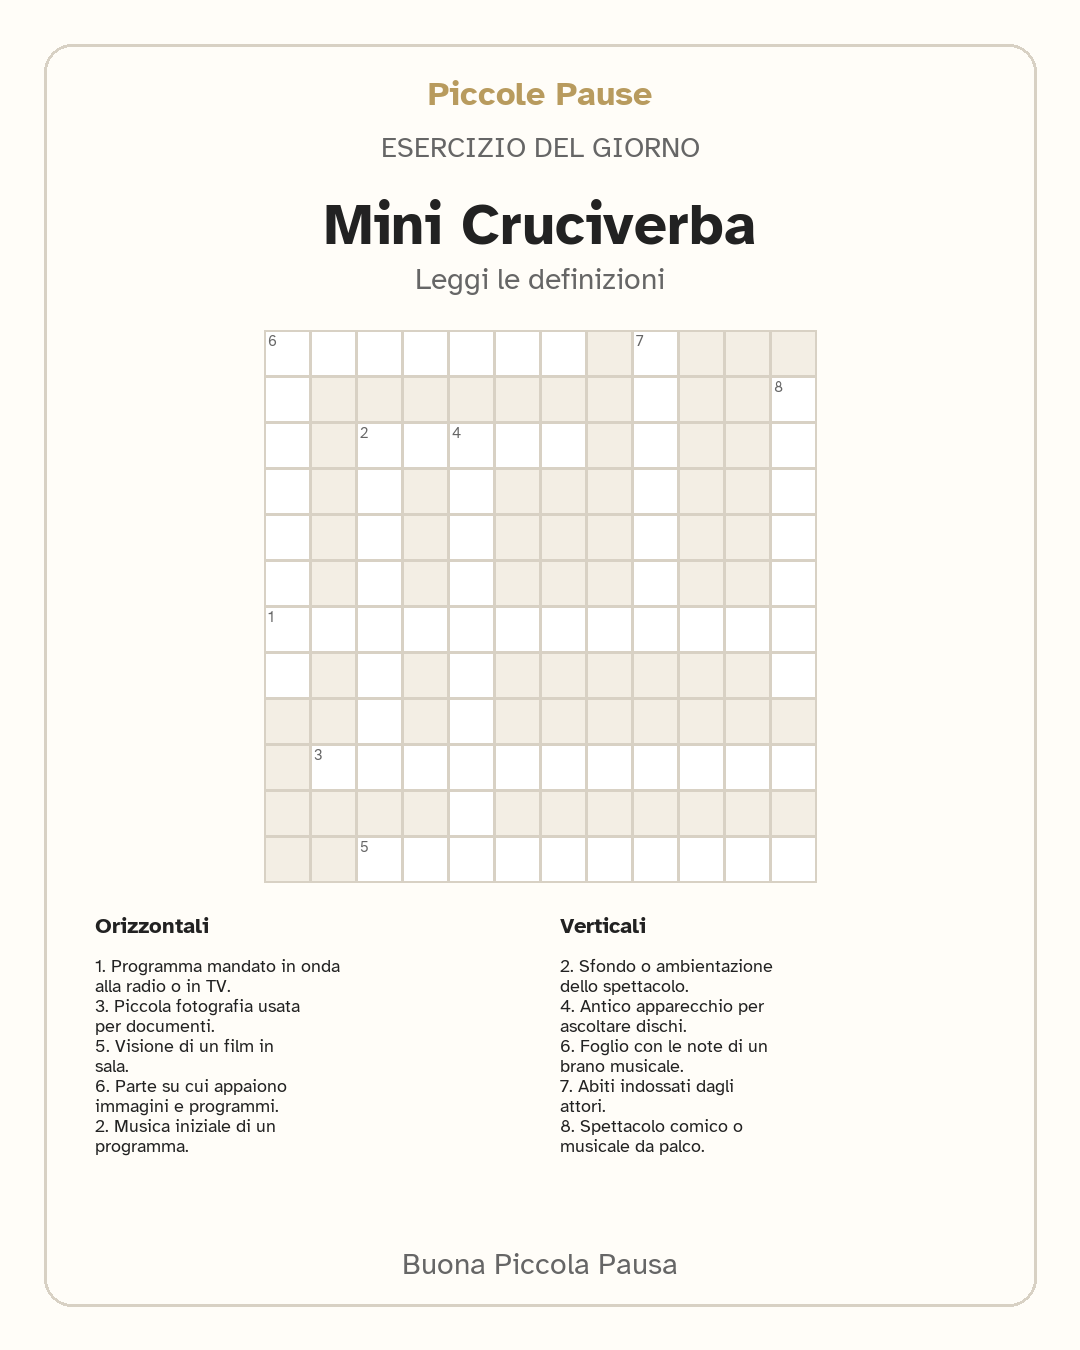 Piccole Pause
ESERCIZIO DEL GIORNO
Mini Cruciverba
Leggi le definizioni
6 7
8
2 4
1
3
5
Orizzontali
1. Programma mandato in onda
alla radio o in TV.
3. Piccola fotografia usata
per documenti.
5. Visione di un film in
sala.
6. Parte su cui appaiono
immagini e programmi.
2. Musica iniziale di un
programma.
Verticali
2. Sfondo o ambientazione
dello spettacolo.
4. Antico apparecchio per
ascoltare dischi.
6. Foglio con le note di un
brano musicale.
7. Abiti indossati dagli
attori.
8. Spettacolo comico o
musicale da palco.
Buona Piccola Pausa